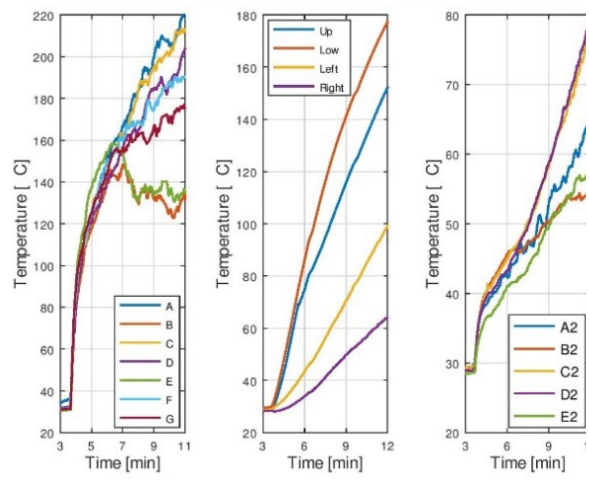 220
200
180
160
140
120
100
80
60
40
20
Temperature [ C]
3 5 7 9 11
Time [min]
A
B
C
D
E
F
G
180
160
140
120
100
80
60
40
20
Temperature [ C]
3 6 9 12
Time [min]
Up
Low
Left
Right
80
70
60
50
40
30
20
Temperature [ C]
3 6 9
Time [min]
A2
B2
C2
D2
E2